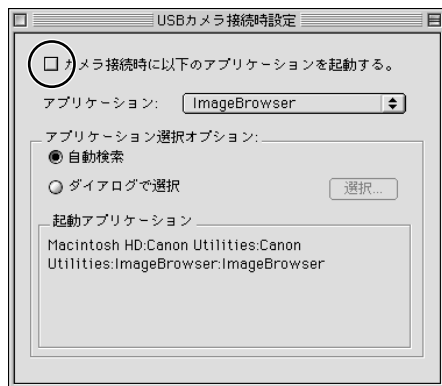 USBカメラ接続時設定
カメラ接続時に以下のアプリケーションを起動する。
アプリケーション: ImageBrowser
アプリケーション選択オプション:
自動検索
ダイアログで選択 選択...
起動アプリケーション
Macintosh HD:Canon Utilities:Canon
Utilities:ImageBrowser:ImageBrowser